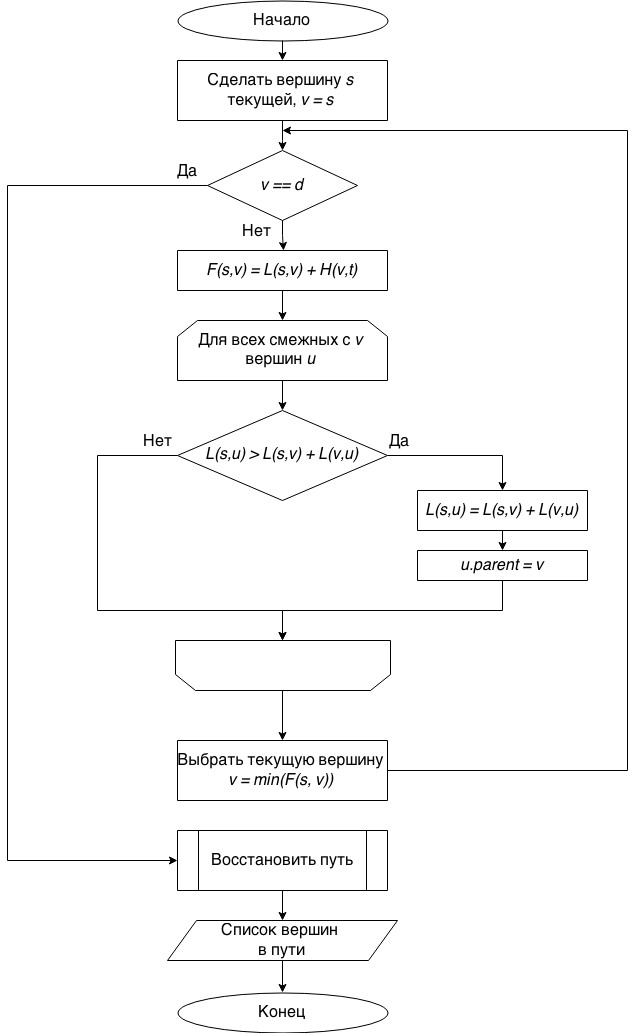 Начало
Сделать вершину s
текущей, v = s
Да
v == d
Нет
F(s,v) = L(s,v) + H(v,t)
Для всех смежных с v
вершин u
Нет
L(s,u) > L(s,v) + L(v,u)
Да
L(s,u) = L(s,v) + L(v,u)
u.parent = v
Выбрать текущую вершину
v = min(F(s, v))
Восстановить путь
Список вершин
в пути
Конец